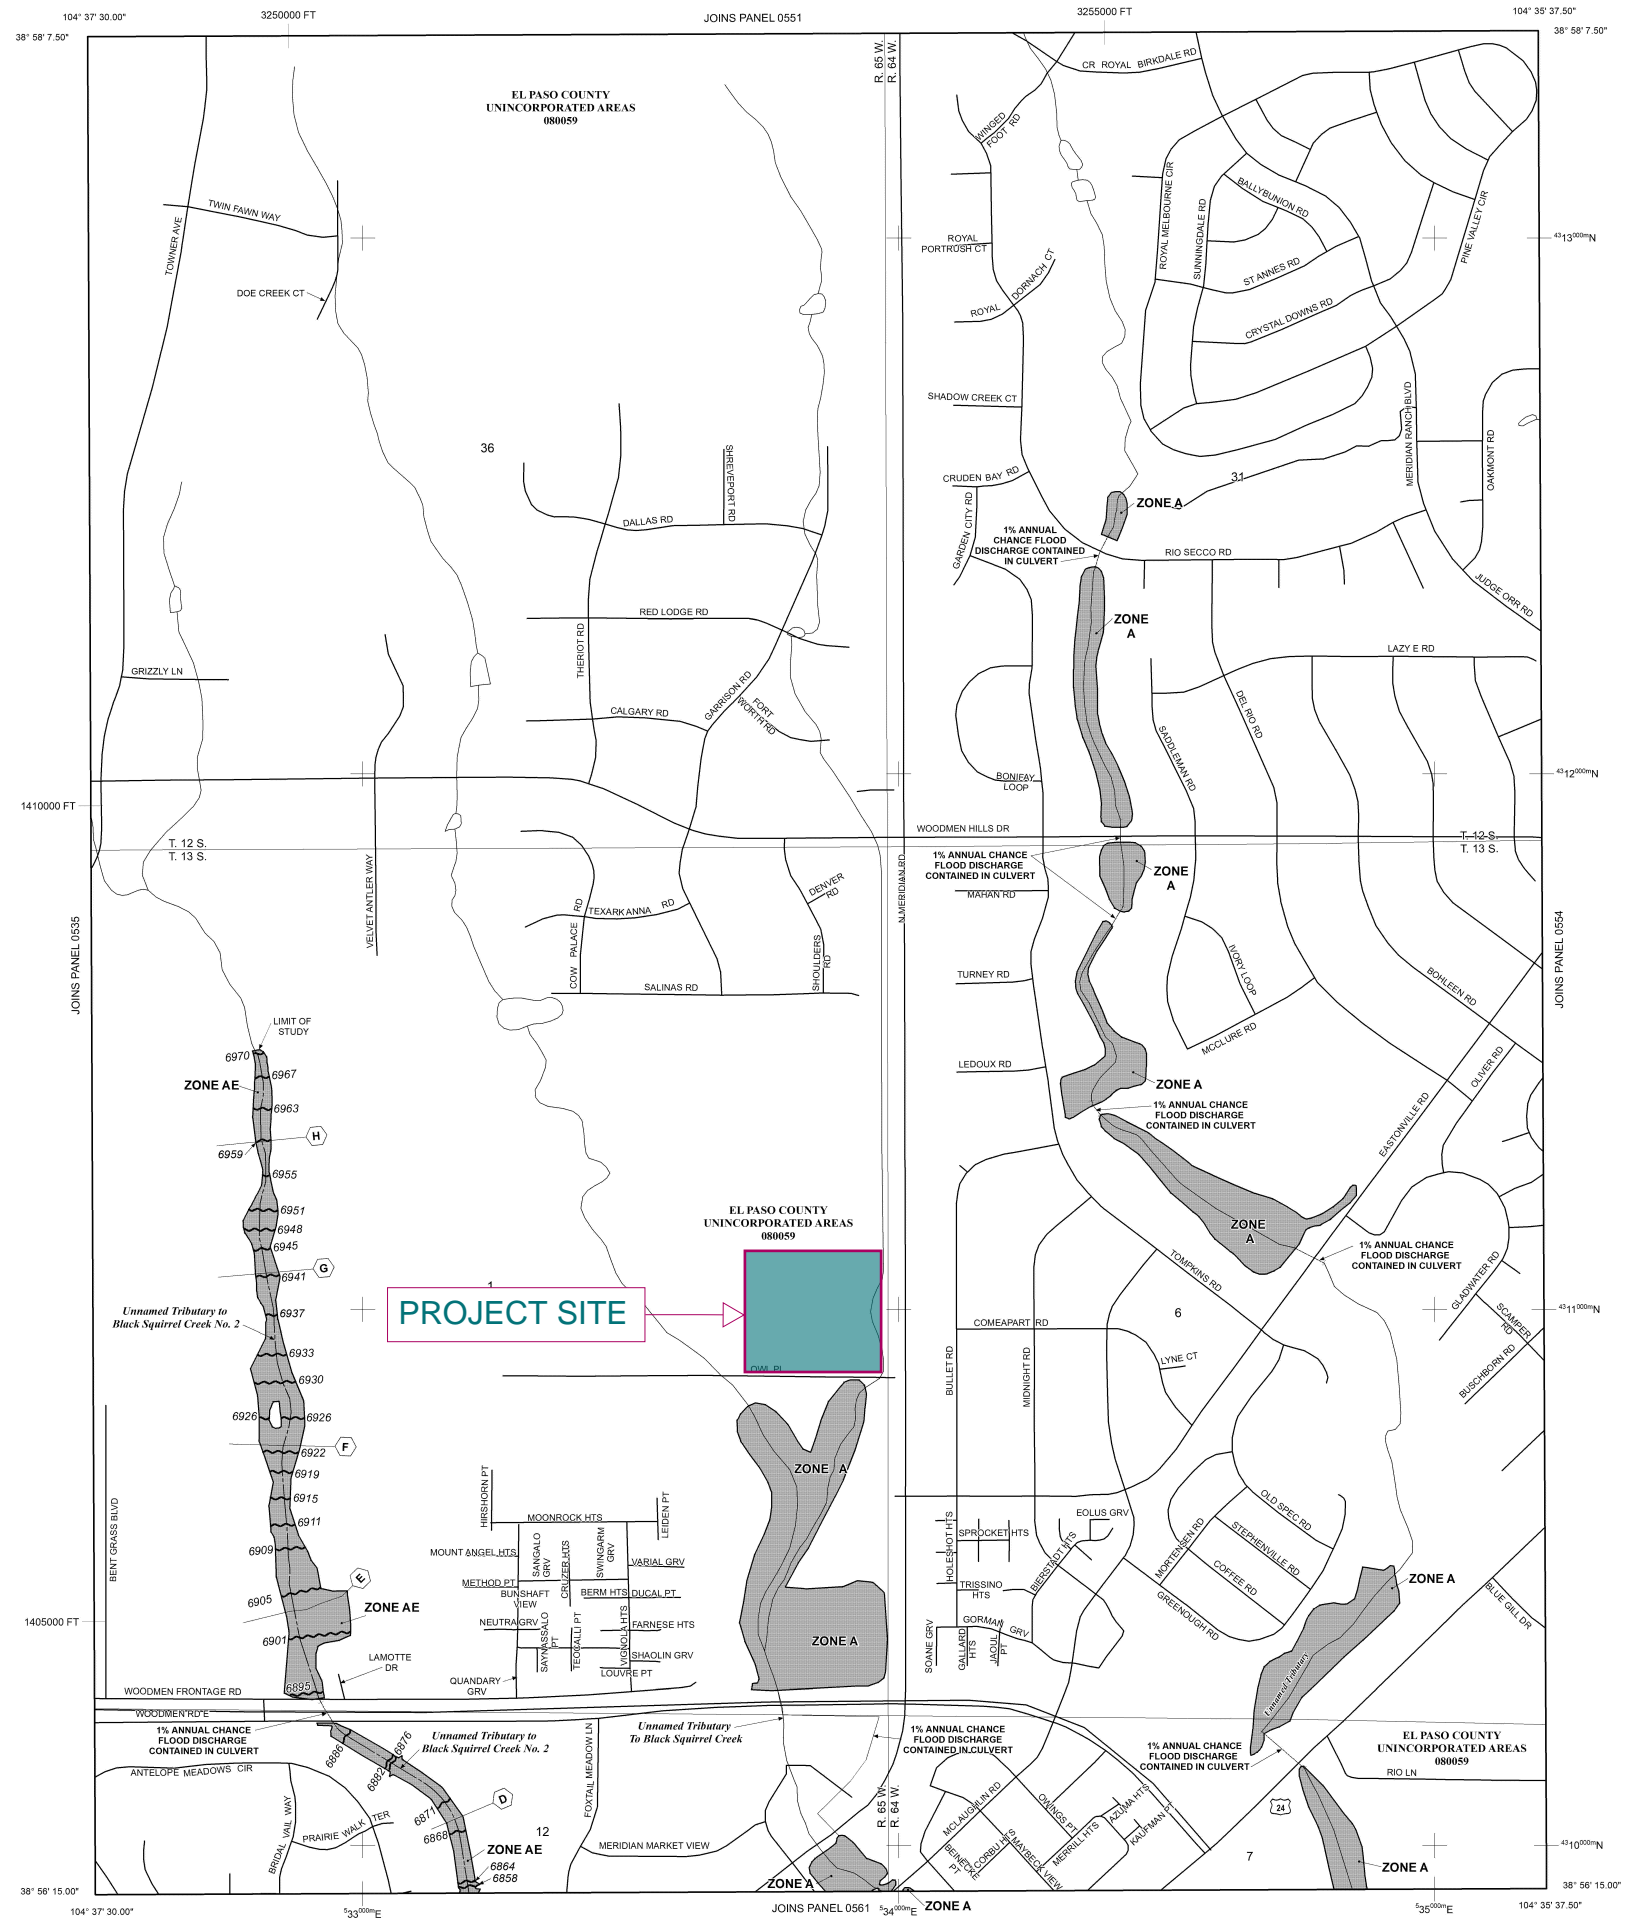 104° 37' 30.00"
3250000 FT
JOINS PANEL 0551
3255000 FT
104° 35' 37.50"
38° 58' 7.50"
38° 58' 7.50"
R. 65 W.
R. 64 W.
EL PASO COUNTY
UNINCORPORATED AREAS
080059
CR ROYAL BIRKDALE RD
WINGED
FOOT RD
TWIN FAWN WAY
TOWNER AVE
DOE CREEK CT
ROYAL
PORTRUSH CT
ROYAL DORNACH CT
ROYAL MELBOURNE CIR
SUNNINGDALE RD
BALLYBUNION RD
ST ANNES RD
CRYSTAL DOWNS RD
PINE VALLEY CIR
4313000mN
SHADOW CREEK CT
MERIDIAN RANCH BLVD
OAKMONT RD
36
SHREVEPORT RD
DALLAS RD
CRUDEN BAY RD
GARDEN CITY RD
31
ZONE A
1% ANNUAL
CHANCE FLOOD
DISCHARGE CONTAINED
IN CULVERT
RIO SECCO RD
JUDGE ORR RD
RED LODGE RD
THERIOT RD
ZONE
A
LAZY E RD
GRIZZLY LN
GARRISON RD
FORT
WORTH RD
CALGARY RD
SADDLEMAN RD
DEL RIO RD
BONIFAY
LOOP
4312000mN
1410000 FT
WOODMEN HILLS DR
T. 12 S.
T. 13 S.
T. 12 S.
T. 13 S.
1% ANNUAL CHANCE
FLOOD DISCHARGE
CONTAINED IN CULVERT
ZONE
A
MAHAN RD
N MERIDIAN RD
VELVET ANTLER WAY
DENVER
RD
TEXARKANNA RD
COW PALACE RD
SHOULDERS
RD
SALINAS RD
JOINS PANEL 0535
JOINS PANEL 0554
TURNEY RD
IVORY LOOP
BOHLEEN RD
MCCLURE RD
LIMIT OF
STUDY
6970
6967
ZONE AE
6963
H
6959
6955
6951
6948
6945
G
6941
LEDOUX RD
ZONE A
1% ANNUAL CHANCE
FLOOD DISCHARGE
CONTAINED IN CULVERT
OLIVER RD
EASTONVILLE RD
EL PASO COUNTY
UNINCORPORATED AREAS
080059
ZONE
A
1% ANNUAL CHANCE
FLOOD DISCHARGE
CONTAINED IN CULVERT
TOMPKINS RD
GLADWATER RD
1
PROJECT SITE
Unnamed Tributary to
Black Squirrel Creek No. 2
6937
6933
6930
6926
6926
F
6922
6919
6915
6911
6909
6905
E
ZONE AE
6901
6895
6
4311000mN
SCAMPER
RD
BUSCHBORN RD
COMEAPART RD
LYNE CT
BULLET RD
MIDNIGHT RD
OWL PL
ZONE A
HIRSHORN PT
MOONROCK HTS
LEIDEN PT
MOUNT ANGEL HTS
SANGALO
GRV
CRUZER HTS
SWINGARM
GRV
VARIAL GRV
METHOD PT
BUNSHAFT
VIEW
BERM HTS
DUCAL PT
NEUTRA GRV
SAYNASSALO
PT
TEOCALLI PT
VIGNOLA HTS
FARNESE HTS
SHAOLIN GRV
LOUVRE PT
QUANDARY
GRV
BENT GRASS BLVD
1405000 FT
LAMOTTE
DR
WOODMEN FRONTAGE RD
WOODMEN RD E
ZONE A
HOLESHOT HTS
SPROCKET HTS
EOLUS GRV
BIERSTADT HTS
TRISSINO
HTS
GORMAN GRV
SOANE GRV
GALLARD
HTS
JAOUL
PT
MORTENSEN RD
OLD SPEC RD
STEPHENVILLE RD
COFFEE RD
GREENOUGH RD
ZONE A
BLUE GILL DR
Unnamed Tributary
1% ANNUAL CHANCE
FLOOD DISCHARGE
CONTAINED IN CULVERT
6886
6876
6882
Unnamed Tributary to
Black Squirrel Creek No. 2
Unnamed Tributary
To Black Squirrel Creek
1% ANNUAL CHANCE
FLOOD DISCHARGE
CONTAINED IN CULVERT
1% ANNUAL CHANCE
FLOOD DISCHARGE
CONTAINED IN CULVERT
EL PASO COUNTY
UNINCORPORATED AREAS
080059
RIO LN
ANTELOPE MEADOWS CIR
BRIDAL VAIL WAY
PRAIRIE WALK TER
6871
D
6868
ZONE AE
6864
6858
12
FOXTAIL MEADOW LN
MERIDIAN MARKET VIEW
R. 65 W.
R. 64 W.
MCLAUGHLIN RD
OWINGS PT
AZUMA HTS
KAUFMAN PT
MERRILL HTS
S MAYBECK VIEW
CORBU HTS
BEINECKE
PT
24
7
4310000mN
ZONE A
ZONE A
ZONE A
38° 56' 15.00"
38° 56' 15.00"
104° 37' 30.00"
533000mE
JOINS PANEL 0561
534000mE
535000mE
104° 35' 37.50"